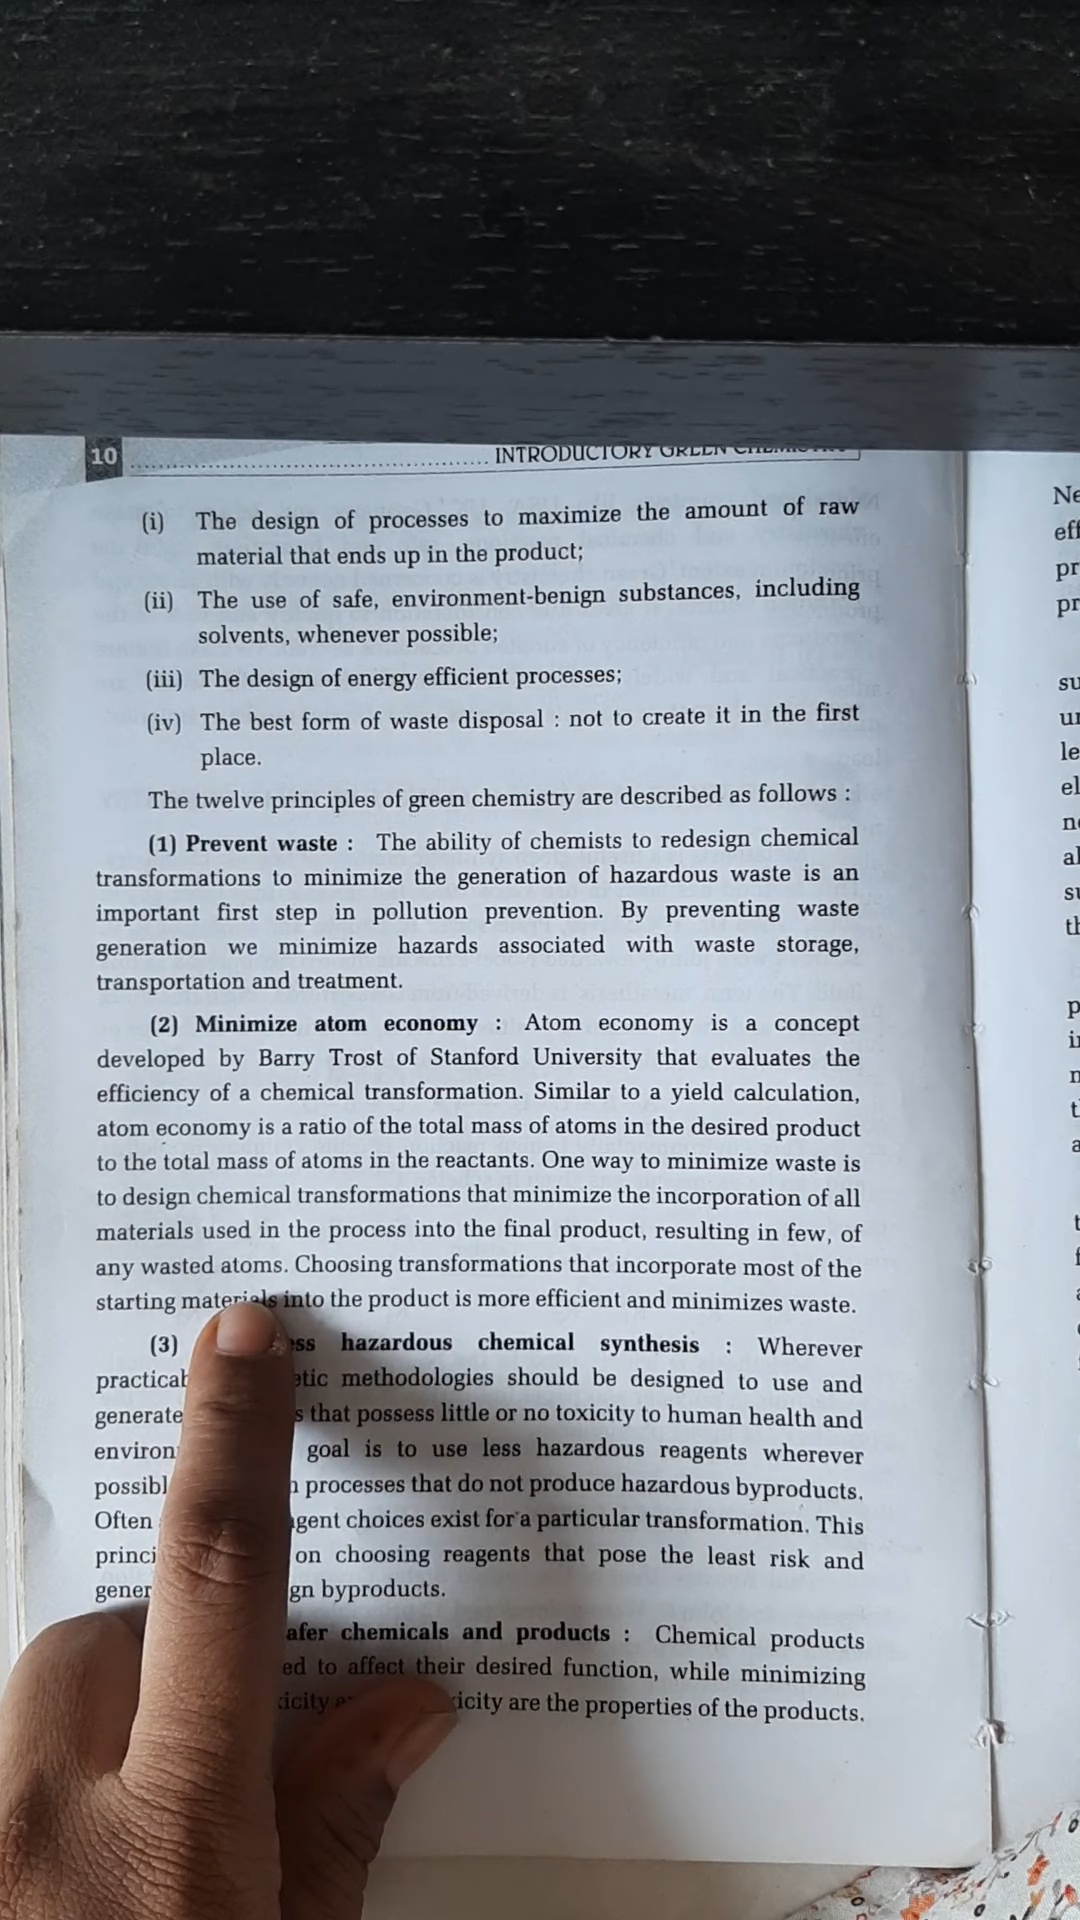 10 INTRODUCTORY GREEN CHEMISTRY
(i) The design of processes to maximize the amount of raw
material that ends up in the product;
(ii) The use of safe, environment-benign substances, including
solvents, whenever possible;
(iii) The design of energy efficient processes;
(iv) The best form of waste disposal : not to create it in the first
place.
The twelve principles of green chemistry are described as follows :
(1) Prevent waste : The ability of chemists to redesign chemical
transformations to minimize the generation of hazardous waste is an
important first step in pollution prevention. By preventing waste
generation we minimize hazards associated with waste storage,
transportation and treatment.
(2) Minimize atom economy : Atom economy is a concept
developed by Barry Trost of Stanford University that evaluates the
efficiency of a chemical transformation. Similar to a yield calculation,
atom economy is a ratio of the total mass of atoms in the desired product
to the total mass of atoms in the reactants. One way to minimize waste is
to design chemical transformations that minimize the incorporation of all
materials used in the process into the final product, resulting in few, of
any wasted atoms. Choosing transformations that incorporate most of the
starting materials into the product is more efficient and minimizes waste.
(3) hazardous chemical synthesis : Wherever
methodologies should be designed to use and
that possess little or no toxicity to human health and
goal is to use less hazardous reagents wherever
processes that do not produce hazardous byproducts.
Often choices exist for a particular transformation. This
on choosing reagents that pose the least risk and
byproducts.
chemicals and products : Chemical products
to affect their desired function, while minimizing
are the properties of the products.